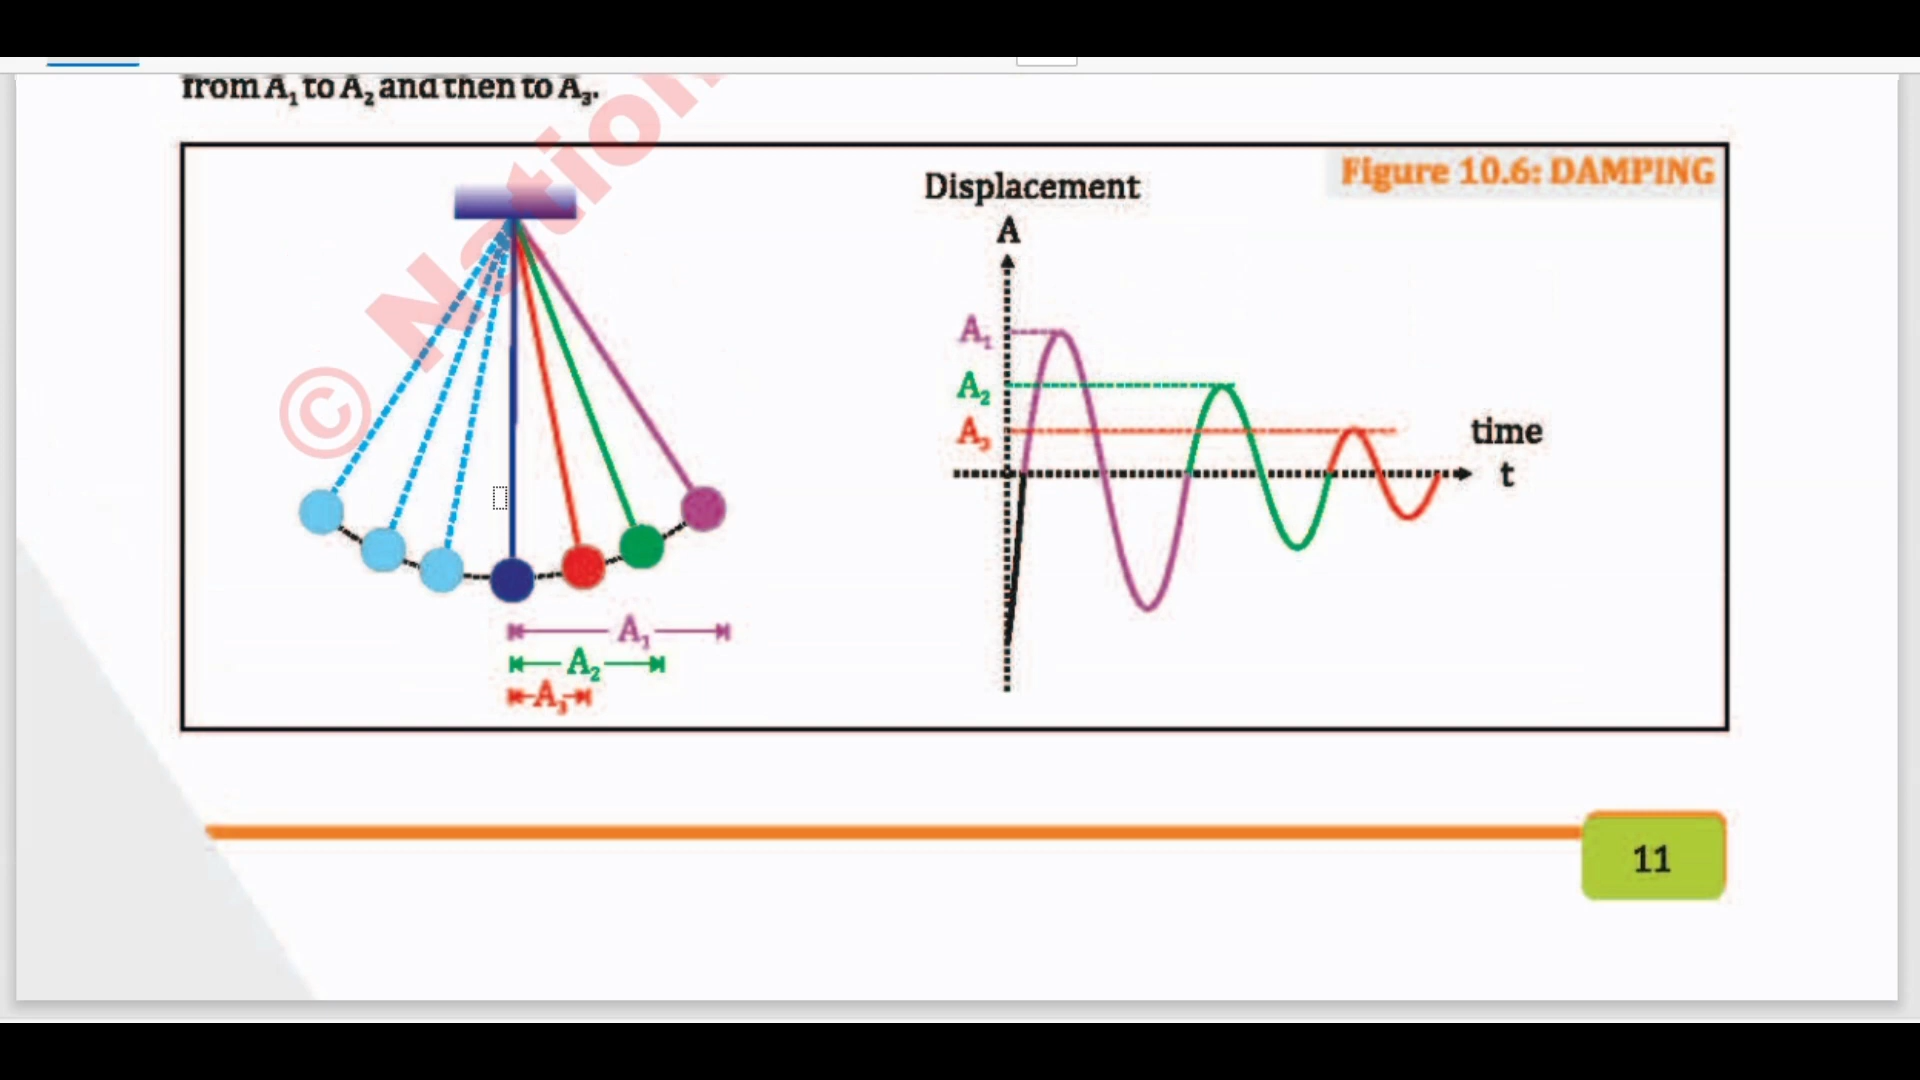 from A₁ to A₂ and then to A₃.
© Nation
Figure 10.6: DAMPING
Displacement
A
A₁
A₂
A₃
time
t
A₁
A₂
A₃
11